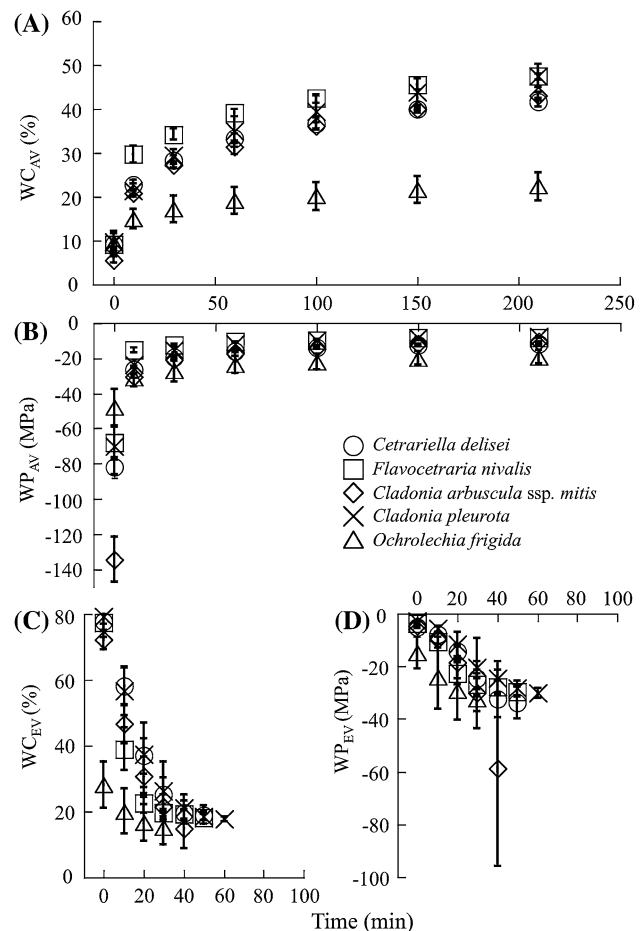 (A)
60
50
40
30
20
10
0
WC_AV (%)
0 50 100 150 200 250
(B)
0
-20
-40
-60
-80
-100
-120
-140
WP_AV (MPa)
Cetrariella delisei
Flavocetraria nivalis
Cladonia arbuscula ssp. mitis
Cladonia pleurota
Ochrolechia frigida
(C)
80
60
40
20
0
WC_EV (%)
0 20 40 60 80 100
(D)
0 20 40 60 80 100
0
-20
-40
-60
-80
-100
WP_EV (MPa)
Time (min)